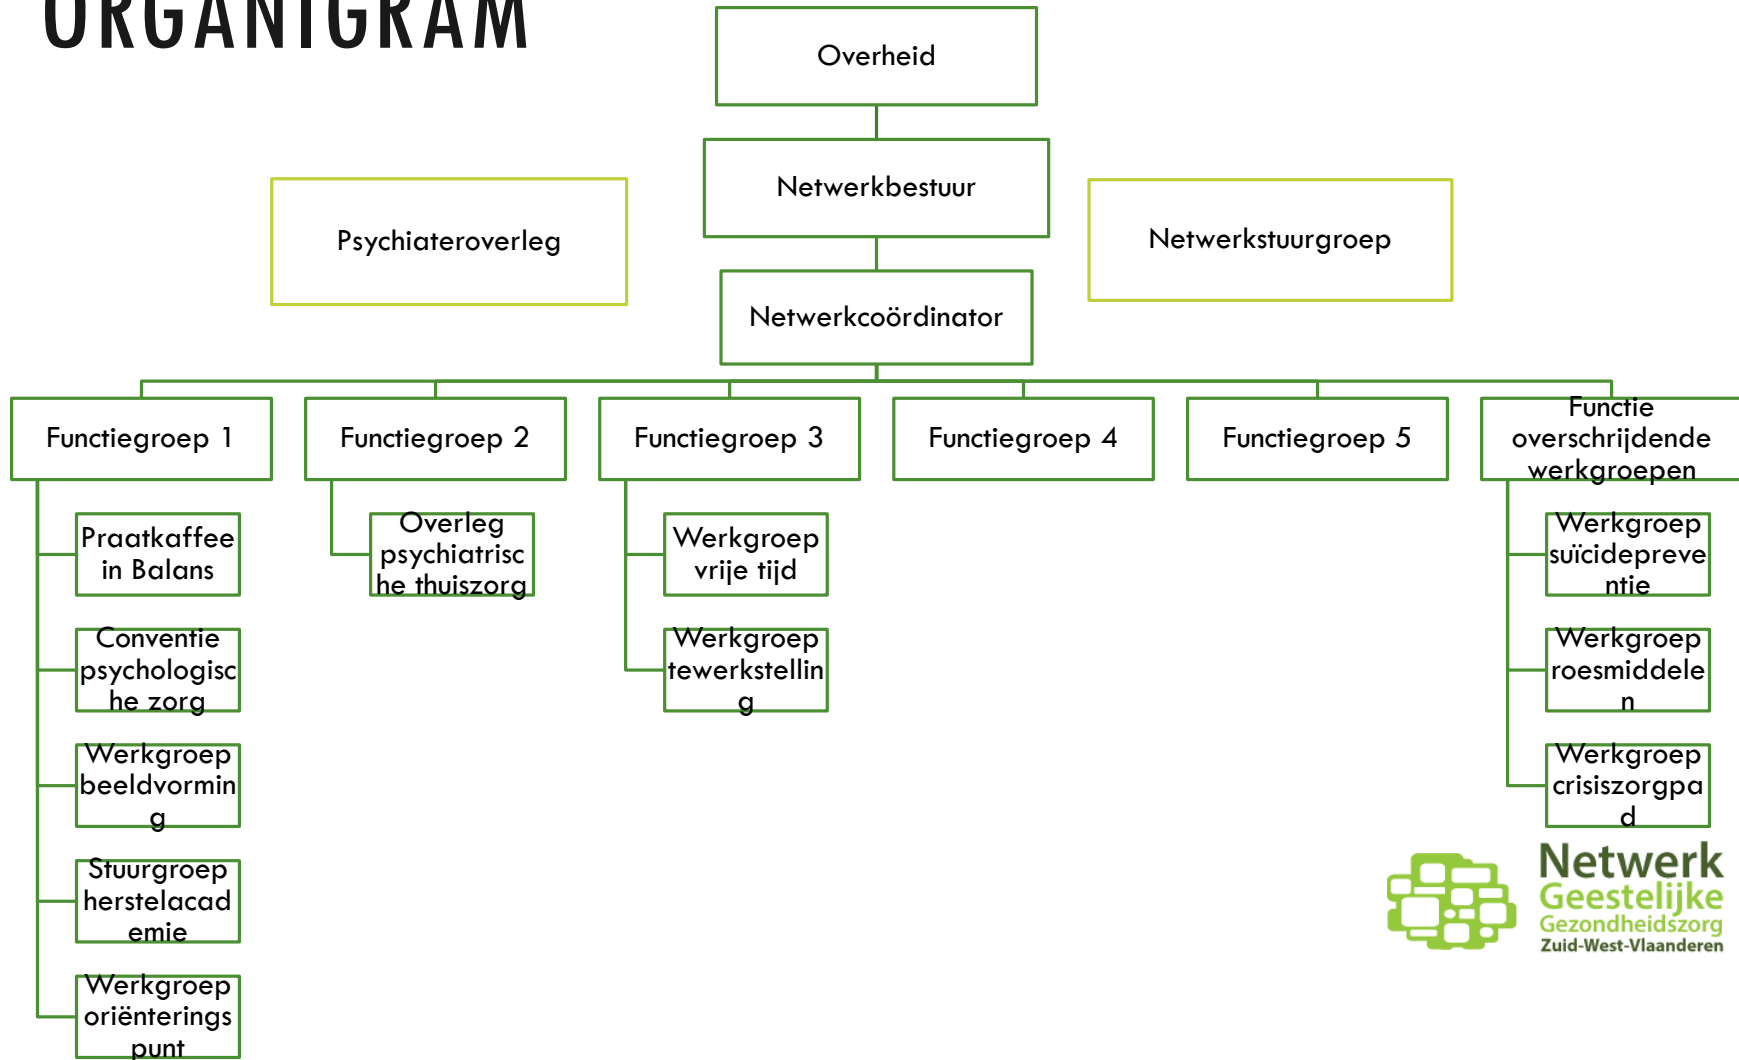 ORGANIGRAM
Overheid
Netwerkbestuur
Psychiateroverleg
Netwerkstuurgroep
Netwerkcoördinator
Functiegroep 1
Functiegroep 2
Functiegroep 3
Functiegroep 4
Functiegroep 5
Functie
overschrijdende
werkgroepen
Praatkaffee
in Balans
Conventie
psychologisc
he zorg
Werkgroep
beeldvormin
g
Stuurgroep
herstelacad
emie
Werkgroep
oriënterings
punt
Overleg
psychiatrisc
he thuiszorg
Werkgroep
vrije tijd
Werkgroep
tewerkstellin
g
Werkgroep
suïcidepreve
ntie
Werkgroep
roesmiddele
n
Werkgroep
crisiszorgpa
d
Netwerk
Geestelijke
Gezondheidszorg
Zuid-West-Vlaanderen